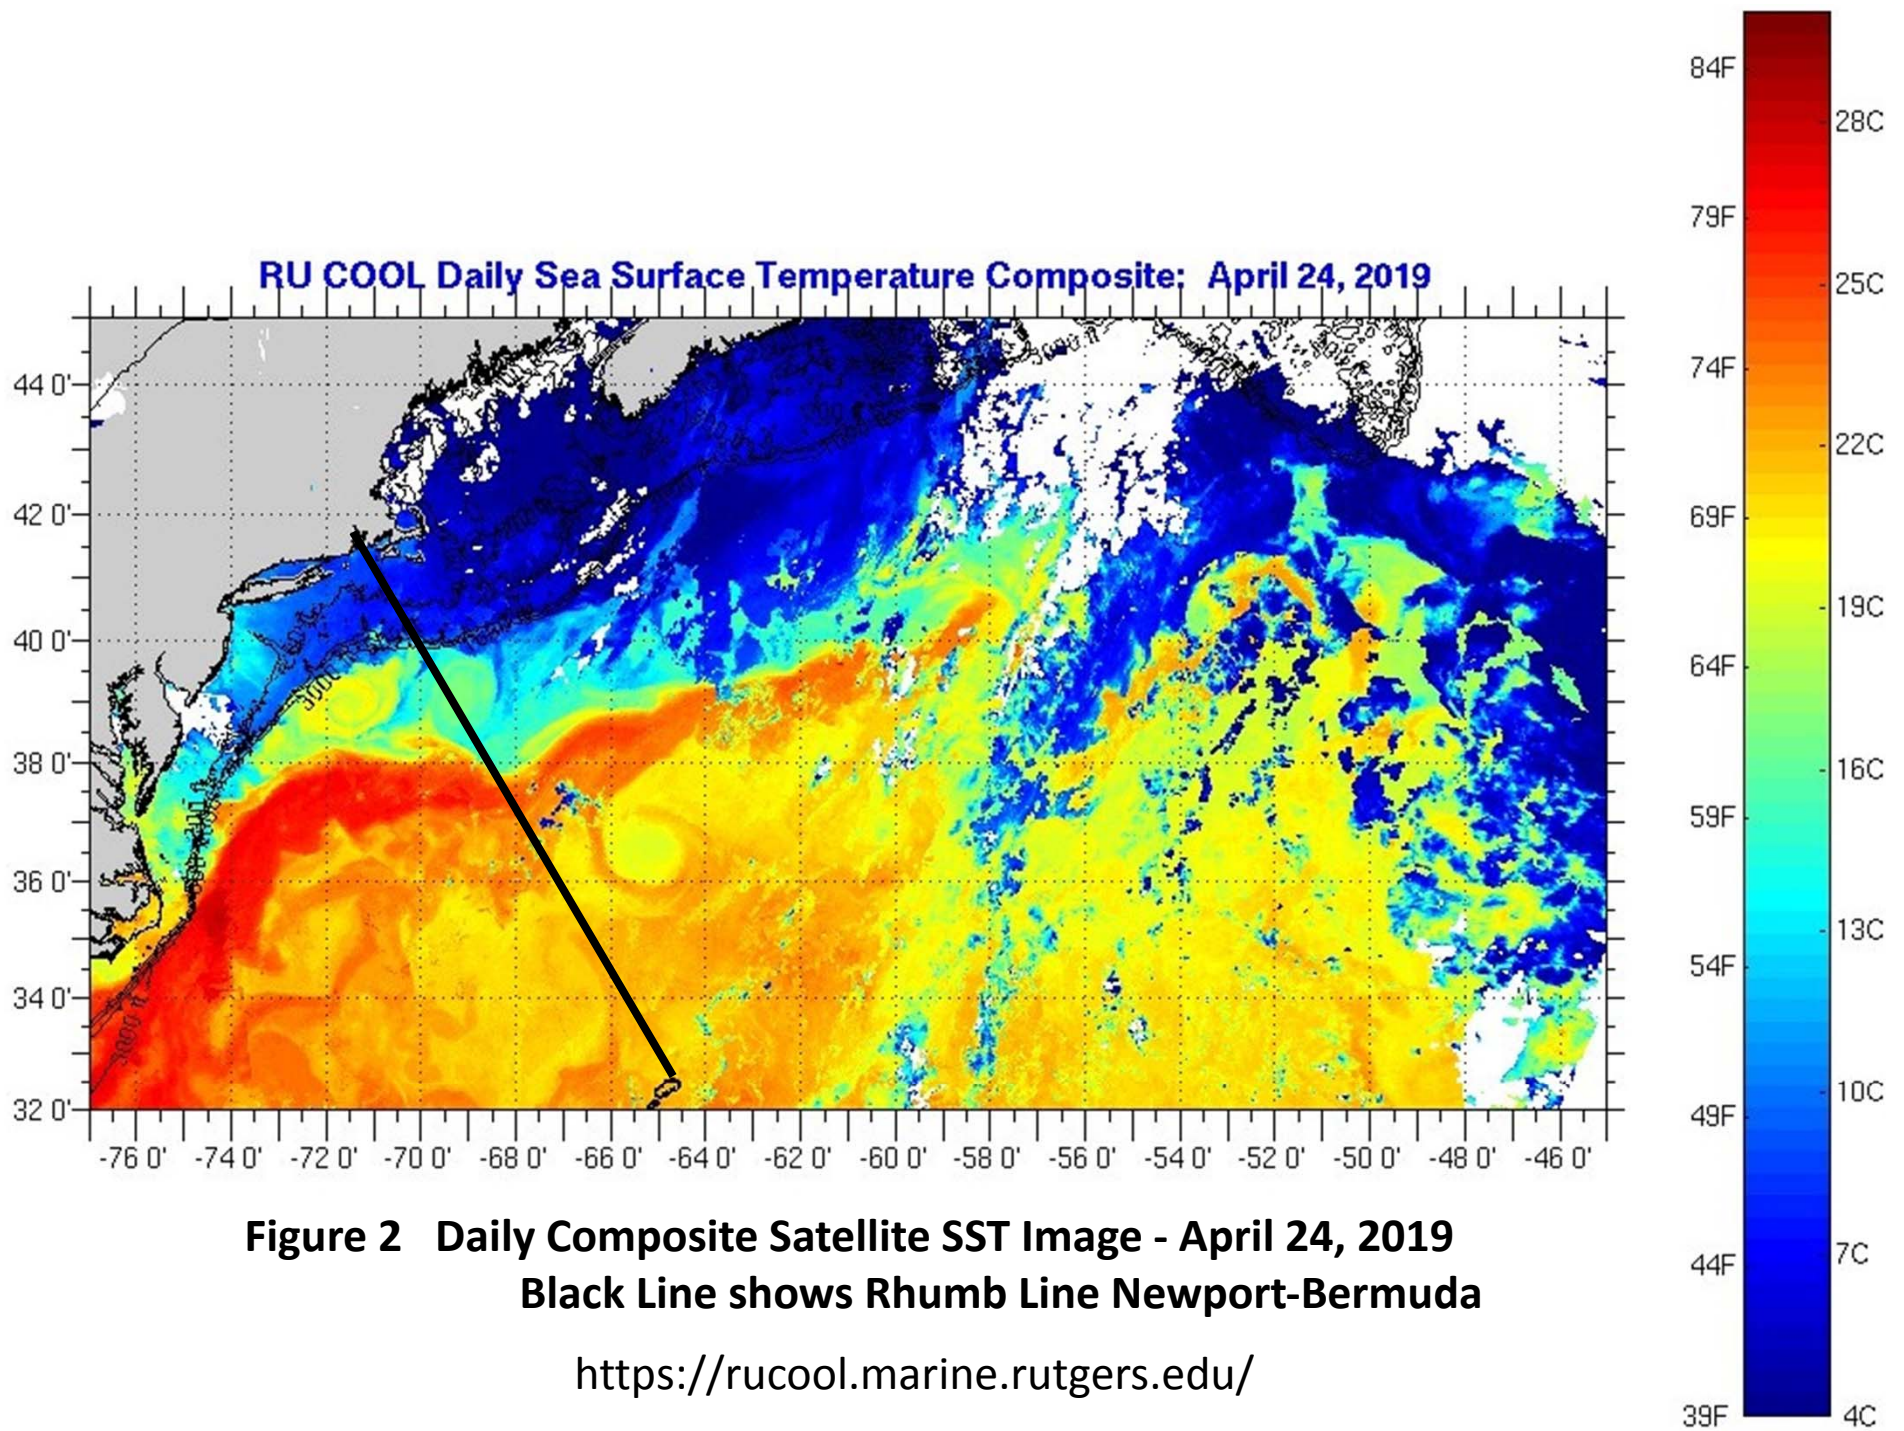 RU COOL Daily Sea Surface Temperature Composite:  April 24, 2019
84F
28C
79F
25C
74F
22C
69F
19C
64F
16C
59F
13C
54F
10C
49F
7C
44F
39F
4C
44 0'
42 0'
40 0'
38 0'
36 0'
34 0'
32 0'
-76 0' -74 0' -72 0' -70 0' -68 0' -66 0' -64 0' -62 0' -60 0' -58 0' -56 0' -54 0' -52 0' -50 0' -48 0' -46 0'
Figure 2   Daily Composite Satellite SST Image - April 24, 2019
Black Line shows Rhumb Line Newport-Bermuda
https://rucool.marine.rutgers.edu/